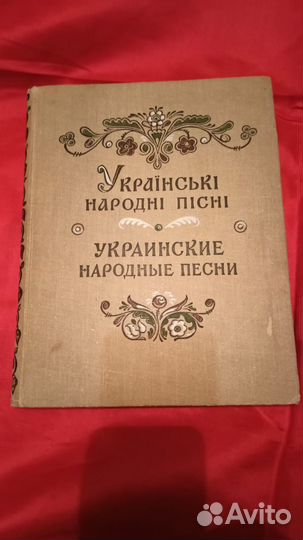 Українські
народні пісні
украинские
народные песни
Avito